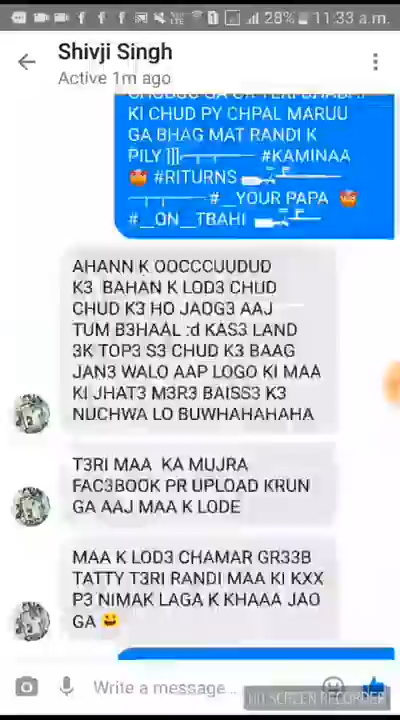 28% 11:33 a.m.
Shivji Singh
Active 1m ago
KI CHUD PY CHPAL MARUU
GA BHAG MAT RANDI K
PILY #KAMINAA
#RITURNS
#__YOUR PAPA
#__ON__TBAHI
AHANN K OOCCCUUDUD
K3 BAHAN K LOD3 CHUD
CHUD K3 HO JAOG3 AAJ
TUM B3HAAL :d KAS3 LAND
3K TOP3 S3 CHUD K3 BAAG
JAN3 WALO AAP LOGO KI MAA
KI JHAT3 M3R3 BAISS3 K3
NUCHWA LO BUWHAHAHAHA
T3RI MAA KA MUJRA
FAC3BOOK PR UPLOAD KRUN
GA AAJ MAA K LODE
MAA K LOD3 CHAMAR GR33B
TATTY T3RI RANDI MAA KI KXX
P3 NIMAK LAGA K KHAAA JAO
GA 😀
Write a message...
HD SCREEN RECORDER